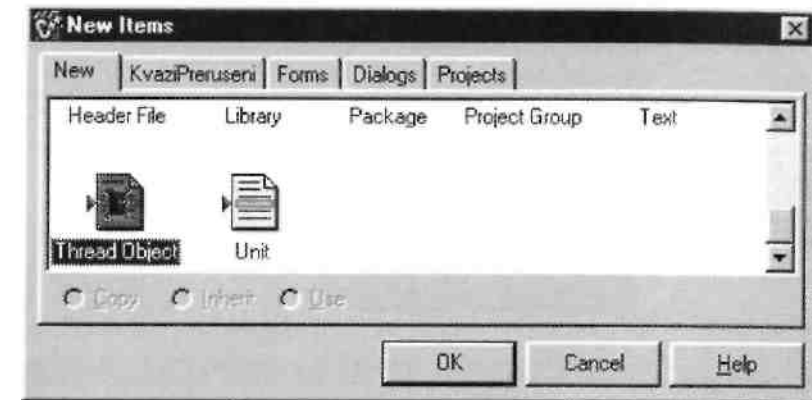 New Items
New KvaziPreruseni Forms Dialogs Projects
Header File Library Package Project Group Text
Thread Object Unit
Copy Inherit Use
OK Cancel Help